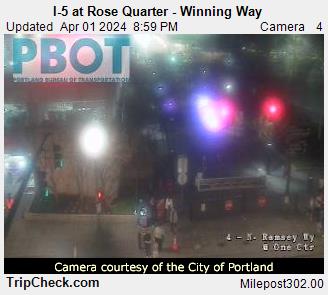 I-5 at Rose Quarter - Winning Way
Updated Apr 01 2024 8:59 PM Camera 4
PBOT
PORTLAND BUREAU OF TRANSPORTATION
4 - N. Ramsey Wy
@ One Ctr
Camera courtesy of the City of Portland
TripCheck.com Milepost302.00